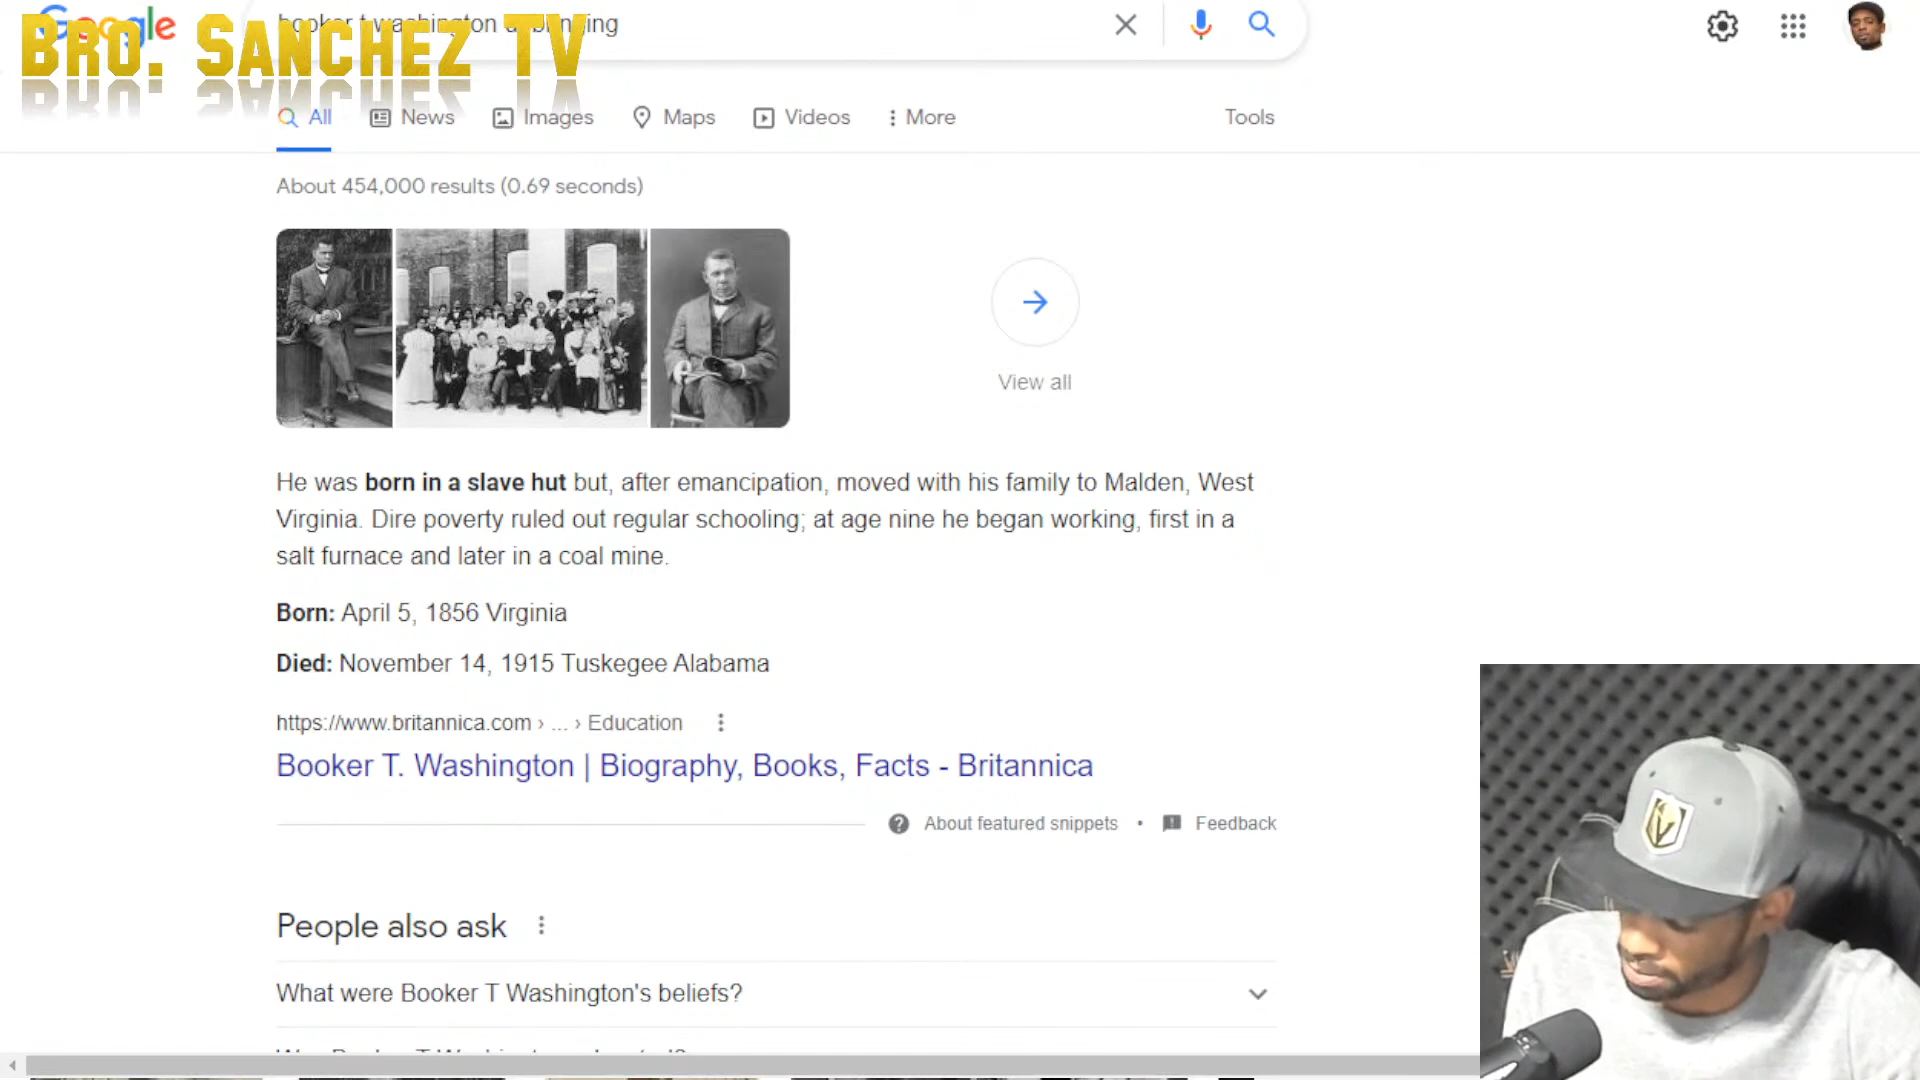 Google
BRO. SANCHEZ TV
booker t washington upbringing
All News Images Maps Videos More Tools
About 454,000 results (0.69 seconds)
View all
He was born in a slave hut but, after emancipation, moved with his family to Malden, West
Virginia. Dire poverty ruled out regular schooling; at age nine he began working, first in a
salt furnace and later in a coal mine.
Born: April 5, 1856 Virginia
Died: November 14, 1915 Tuskegee Alabama
https://www.britannica.com › ... › Education
Booker T. Washington | Biography, Books, Facts - Britannica
About featured snippets • Feedback
People also ask
What were Booker T Washington's beliefs?